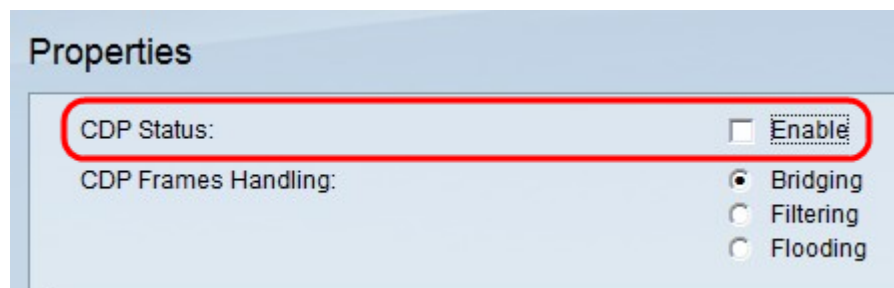 Properties
CDP Status: Enable
CDP Frames Handling: Bridging
Filtering
Flooding